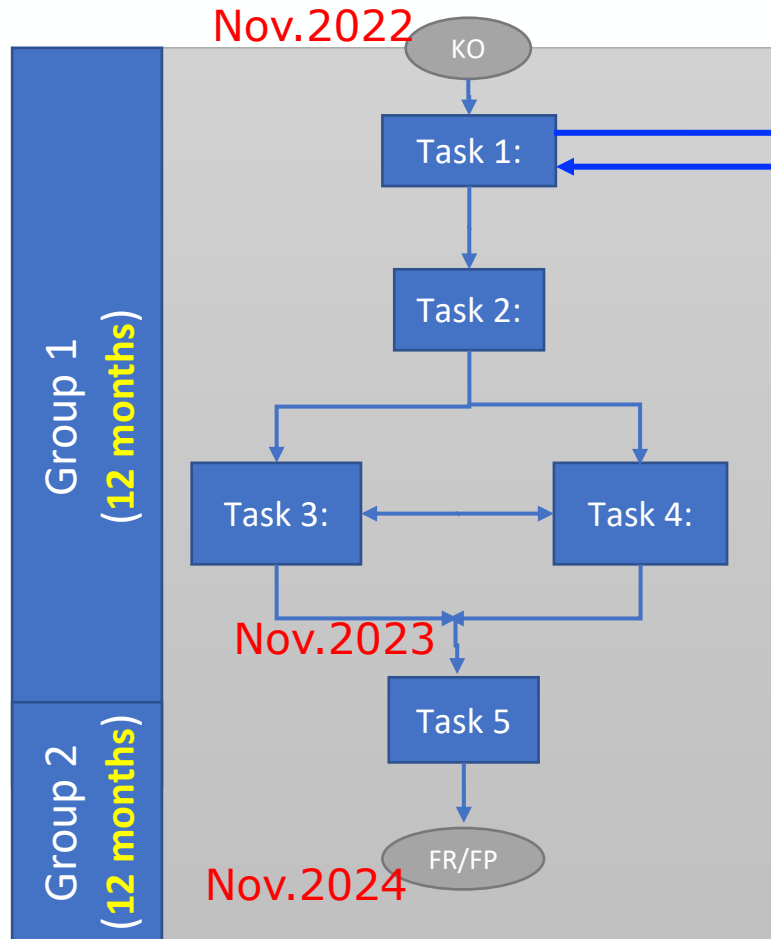 Nov.2022
KO
Task 1:
Task 2:
Group 1
(12 months)
Task 3:
Task 4:
Nov.2023
Task 5
Group 2
(12 months)
FR/FP
Nov.2024